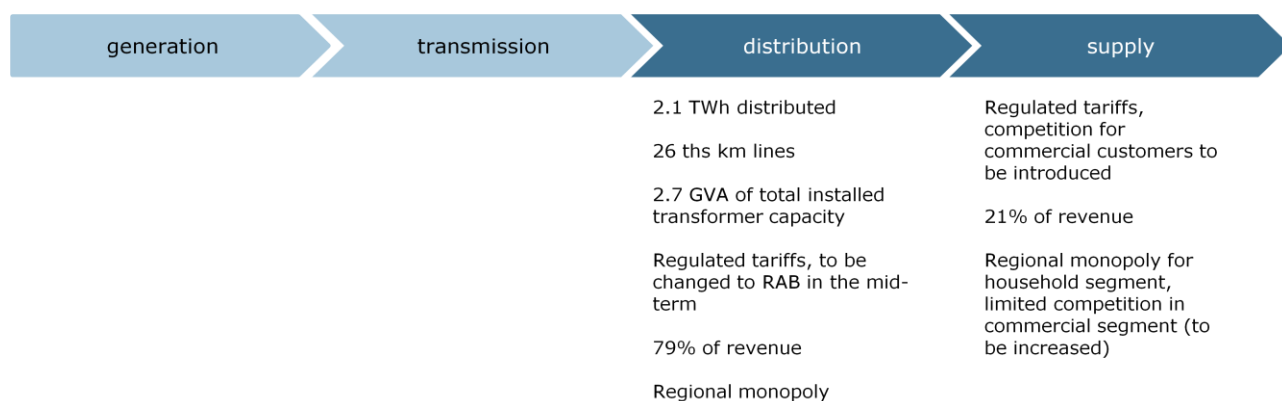 generation
transmission
distribution
supply
2.1 TWh distributed
26 ths km lines
2.7 GVA of total installed
transformer capacity
Regulated tariffs, to be
changed to RAB in the mid-
term
79% of revenue
Regional monopoly
Regulated tariffs,
competition for
commercial customers to
be introduced
21% of revenue
Regional monopoly for
household segment,
limited competition in
commercial segment (to
be increased)